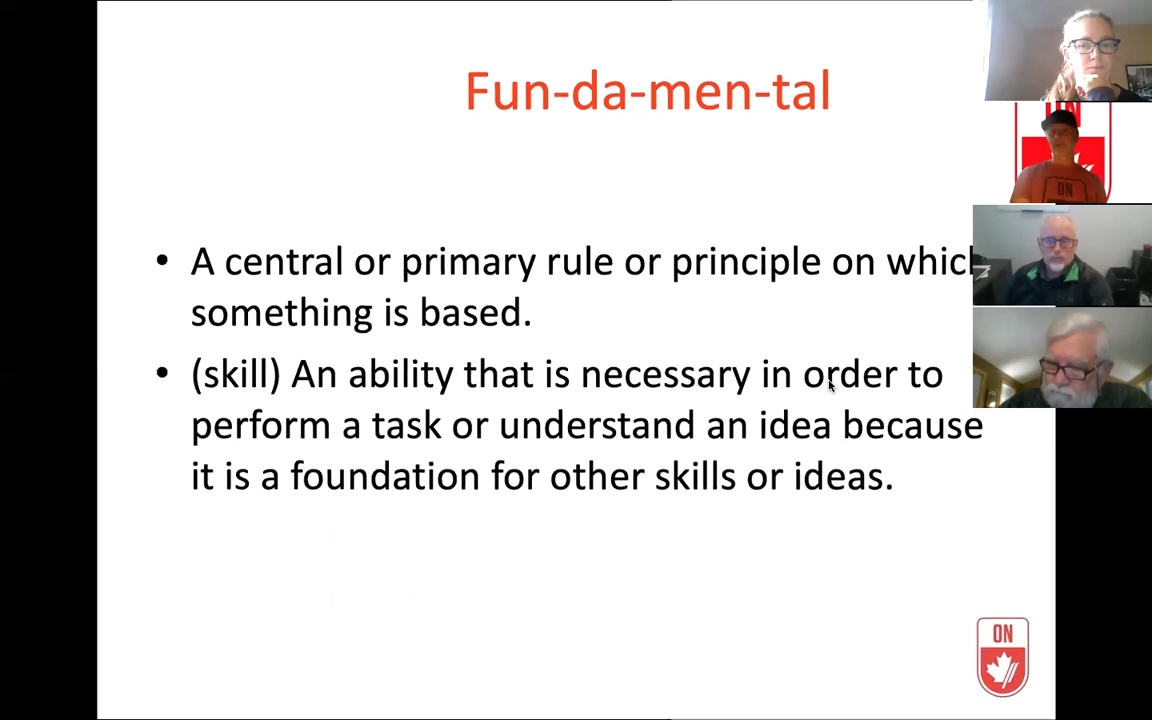 Fun-da-men-tal
• A central or primary rule or principle on which
something is based.
• (skill) An ability that is necessary in order to
perform a task or understand an idea because
it is a foundation for other skills or ideas.
ON
ON
ON